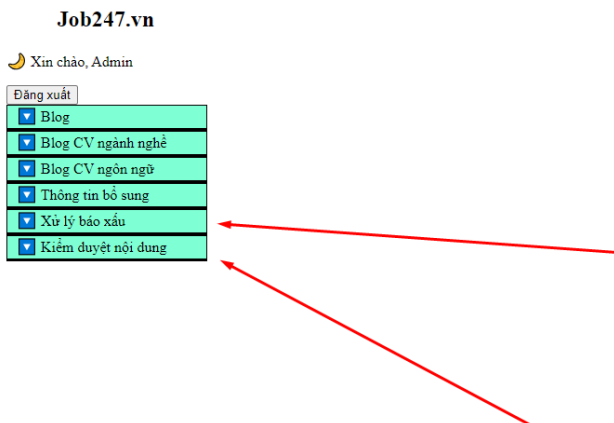 Job247.vn
Xin chào, Admin
Đăng xuất
Blog
Blog CV ngành nghề
Blog CV ngôn ngữ
Thông tin bổ sung
Xử lý báo xấu
Kiểm duyệt nội dung